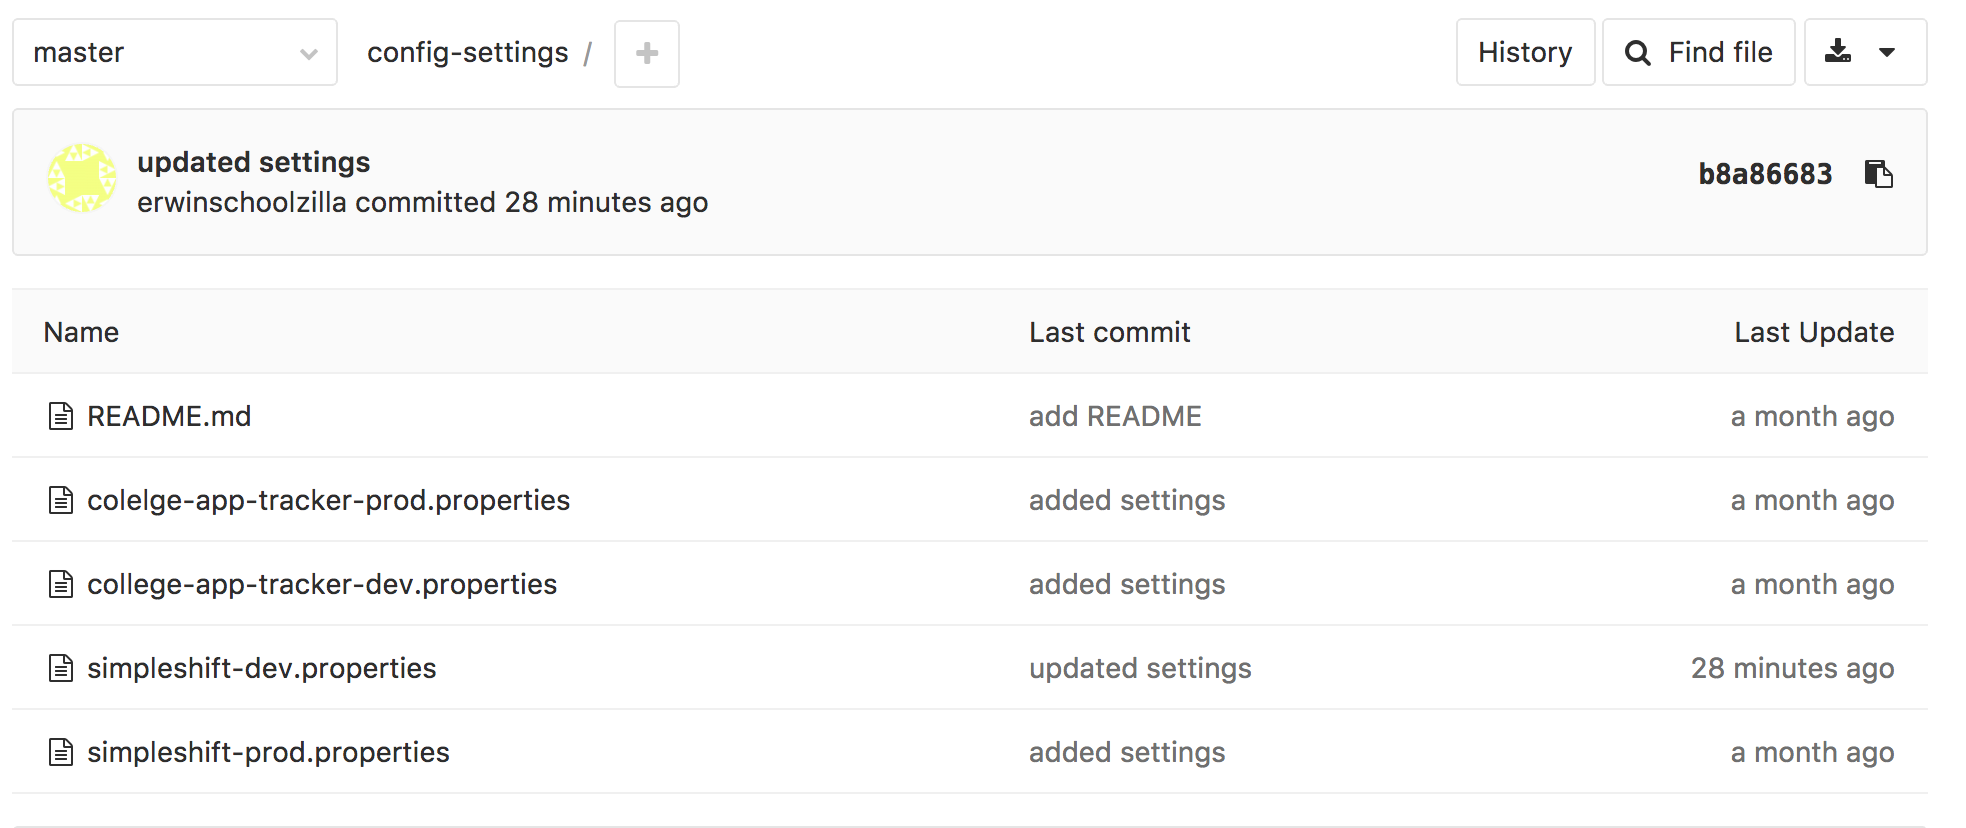 master
config-settings /
History
Find file
updated settings
erwinschoolzilla committed 28 minutes ago
b8a86683
Name Last commit Last Update
README.md add README a month ago
colelge-app-tracker-prod.properties added settings a month ago
college-app-tracker-dev.properties added settings a month ago
simpleshift-dev.properties updated settings 28 minutes ago
simpleshift-prod.properties added settings a month ago